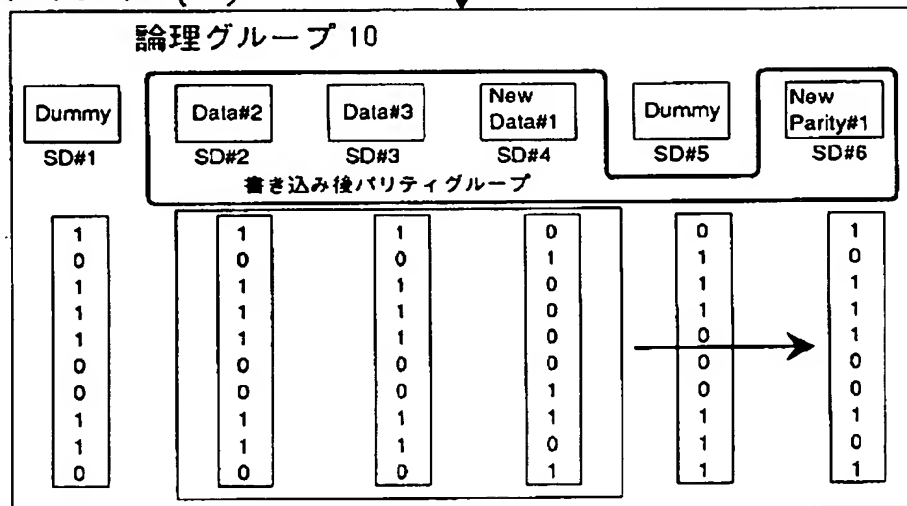 論理グループ 10
Dummy Data#2 Data#3 New Data#1 Dummy New Parity#1
SD#1 SD#2 SD#3 SD#4 SD#5 SD#6
書き込み後パリティグループ
1 1 1 0 0 1
0 0 0 1 1 0
1 1 1 0 1 1
1 1 1 0 1 1
1 1 1 0 0 1
0 0 0 0 0 0
0 0 0 1 0 0
1 1 1 1 1 1
1 1 1 0 1 0
0 0 0 1 1 1